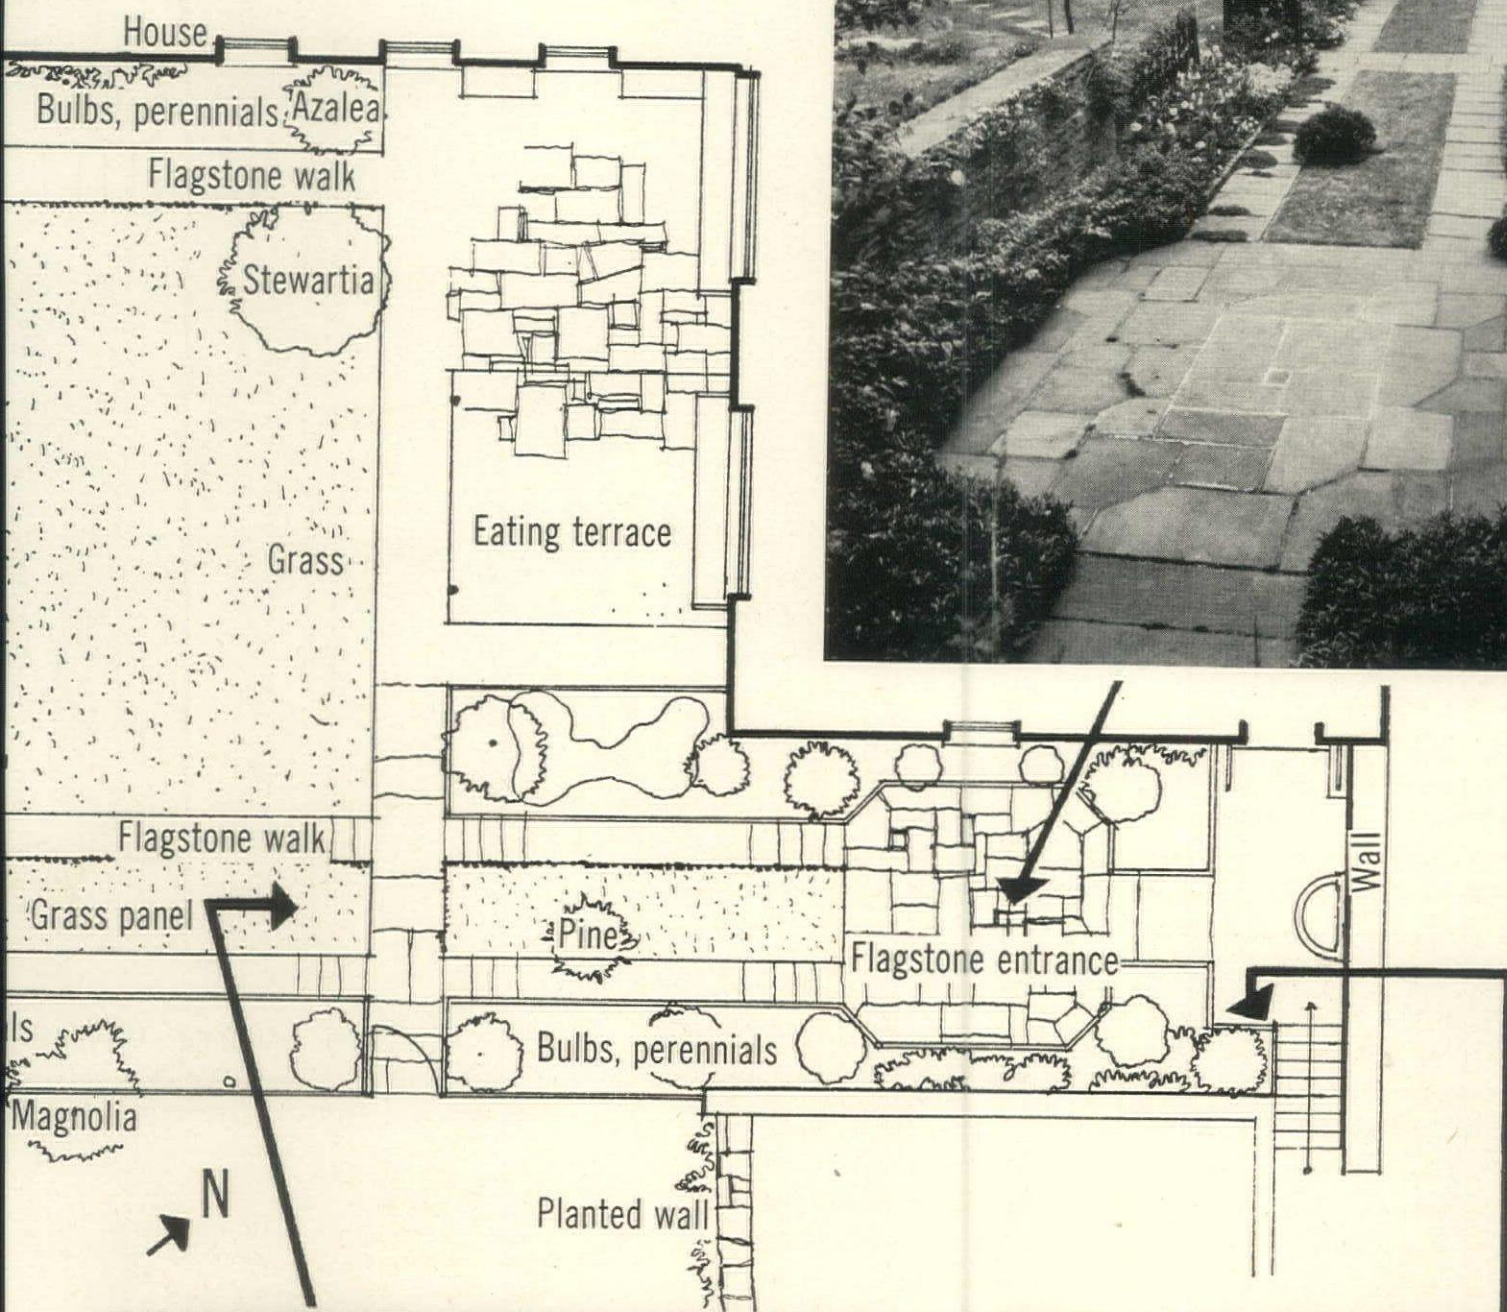 House
Bulbs, perennials
Azalea
Flagstone walk
Stewartia
Grass
Eating terrace
Flagstone walk
Wall
Grass panel
Pine
Flagstone entrance
ls
Bulbs, perennials
Magnolia
N
Planted wall